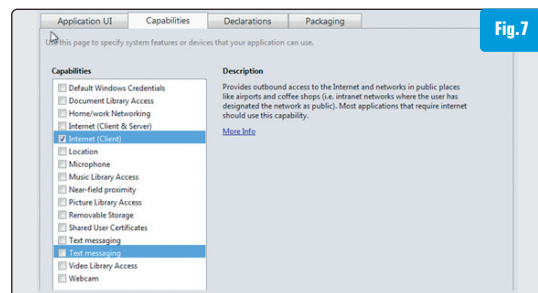 Application UI Capabilities Declarations Packaging
Fig.7
Use this page to specify system features or devices that your application can use.
Capabilities
Default Windows Credentials
Document Library Access
Home/work Networking
Internet (Client & Server)
Internet (Client)
Location
Microphone
Music Library Access
Near-field proximity
Picture Library Access
Removable Storage
Shared User Certificates
Text messaging
Text messaging
Video Library Access
Webcam
Description
Provides outbound access to the Internet and networks in public places
like airports and coffee shops (i.e. intranet networks where the user has
designated the network as public). Most applications that require internet
should use this capability.
More Info